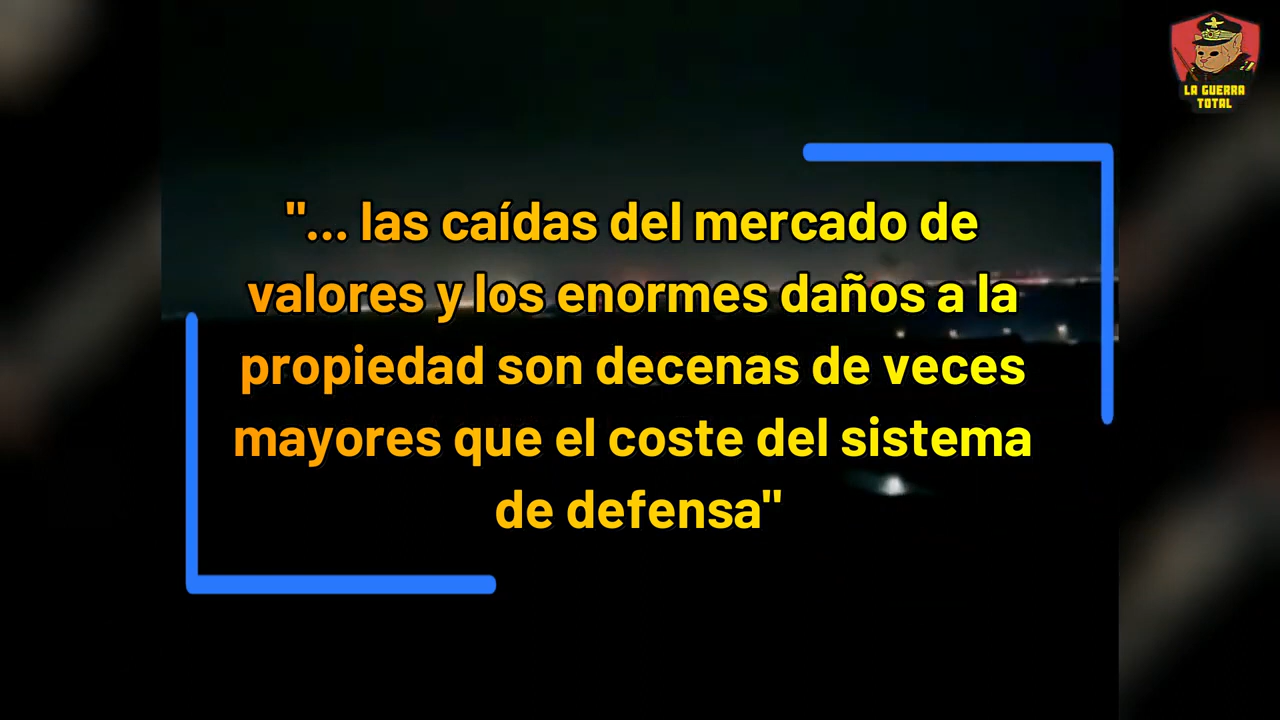 LA GUERRA
TOTAL
"... las caídas del mercado de
valores y los enormes daños a la
propiedad son decenas de veces
mayores que el coste del sistema
de defensa"